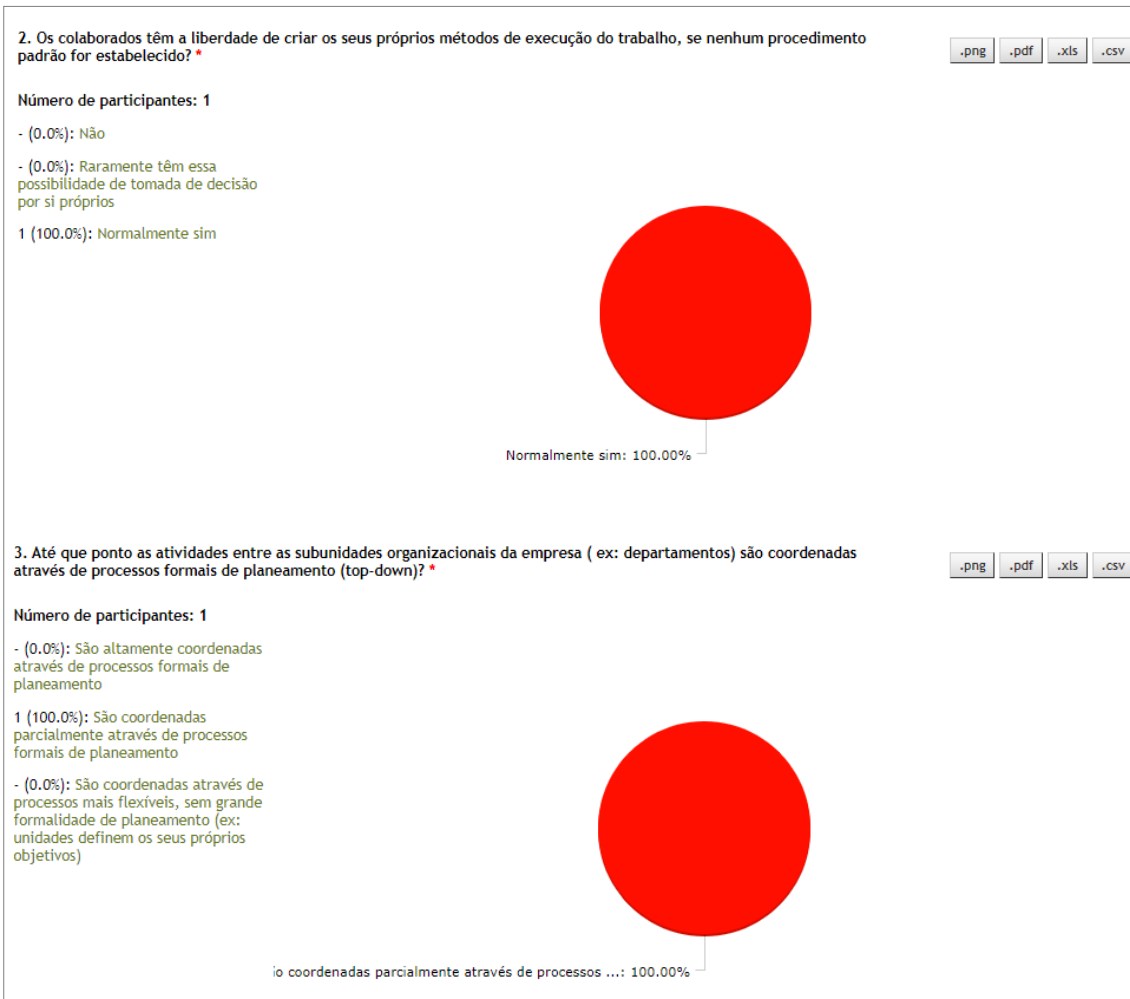 2. Os colaborados têm a liberdade de criar os seus próprios métodos de execução do trabalho, se nenhum procedimento
padrão for estabelecido? *
.png .pdf .xls .csv
Número de participantes: 1
- (0.0%): Não
- (0.0%): Raramente têm essa
possibilidade de tomada de decisão
por si próprios
1 (100.0%): Normalmente sim
Normalmente sim: 100.00%
3. Até que ponto as atividades entre as subunidades organizacionais da empresa ( ex: departamentos) são coordenadas
através de processos formais de planeamento (top-down)? *
.png .pdf .xls .csv
Número de participantes: 1
- (0.0%): São altamente coordenadas
através de processos formais de
planeamento
1 (100.0%): São coordenadas
parcialmente através de processos
formais de planeamento
- (0.0%): São coordenadas através de
processos mais flexíveis, sem grande
formalidade de planeamento (ex:
unidades definem os seus próprios
objetivos)
io coordenadas parcialmente através de processos ...: 100.00%